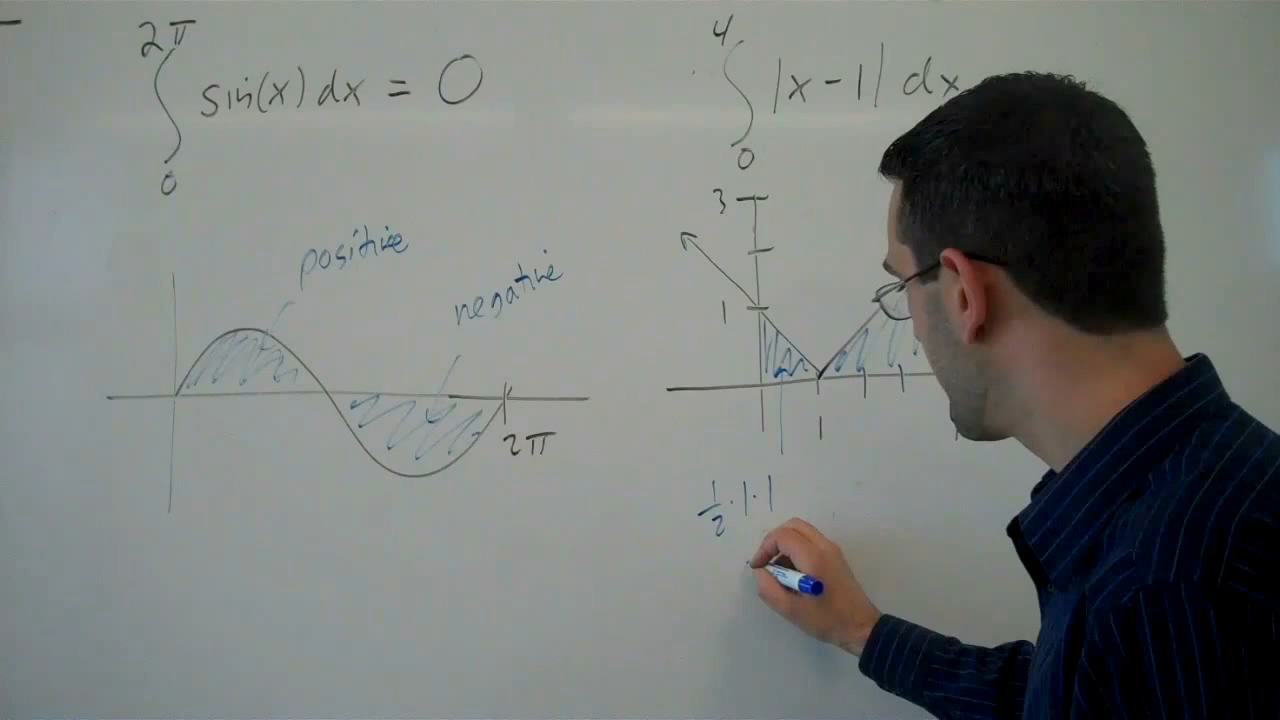 ∫₀^{2π} sin(x) dx = 0
positive
negative
2π
∫₀^4 |x-1| dx
3
1
1
1/2 · 1 · 1